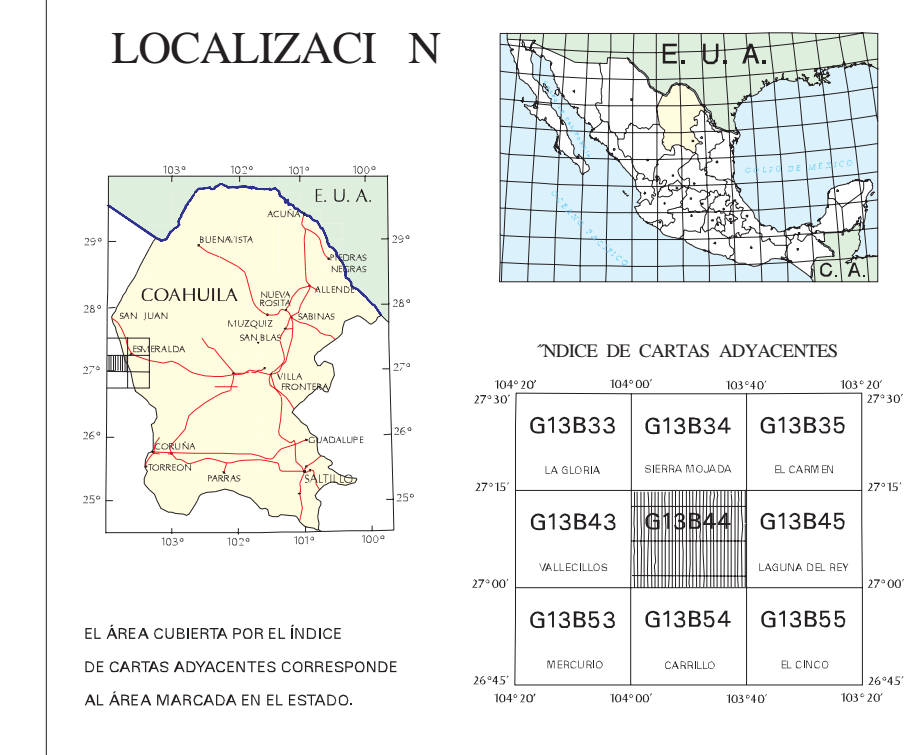 LOCALIZACI N
E. U. A.
GOLFO DE MÉXICO
OCEANO PACIFICO
C. A.
103° 102° 101° 100°
E. U. A.
ACUÑA
BUENAVISTA
29° 29°
PIEDRAS
NEGRAS
ALLENDE
COAHUILA
NUEVA
ROSITA
28° 28°
SAN JUAN
SABINAS
MUZQUIZ
SAN BLAS
ESMERALDA
27° 27°
VILLA
FRONTERA
26° 26°
GUADALUPE
CORUÑA
TORREON
PARRAS
SALTILLO
25° 25°
103° 102° 101° 100°
EL ÁREA CUBIERTA POR EL ÍNDICE
DE CARTAS ADYACENTES CORRESPONDE
AL ÁREA MARCADA EN EL ESTADO.
˝NDICE DE CARTAS ADYACENTES
104°20' 104°00' 103°40' 103°20'
27°30' 27°30'
G13B33 G13B34 G13B35
LA GLORIA SIERRA MOJADA EL CARMEN
27°15' 27°15'
G13B43 G13B44 G13B45
VALLECILLOS LAGUNA DEL REY
27°00' 27°00'
G13B53 G13B54 G13B55
MERCURIO CARRILLO EL CINCO
26°45' 26°45'
104°20' 104°00' 103°40' 103°20'